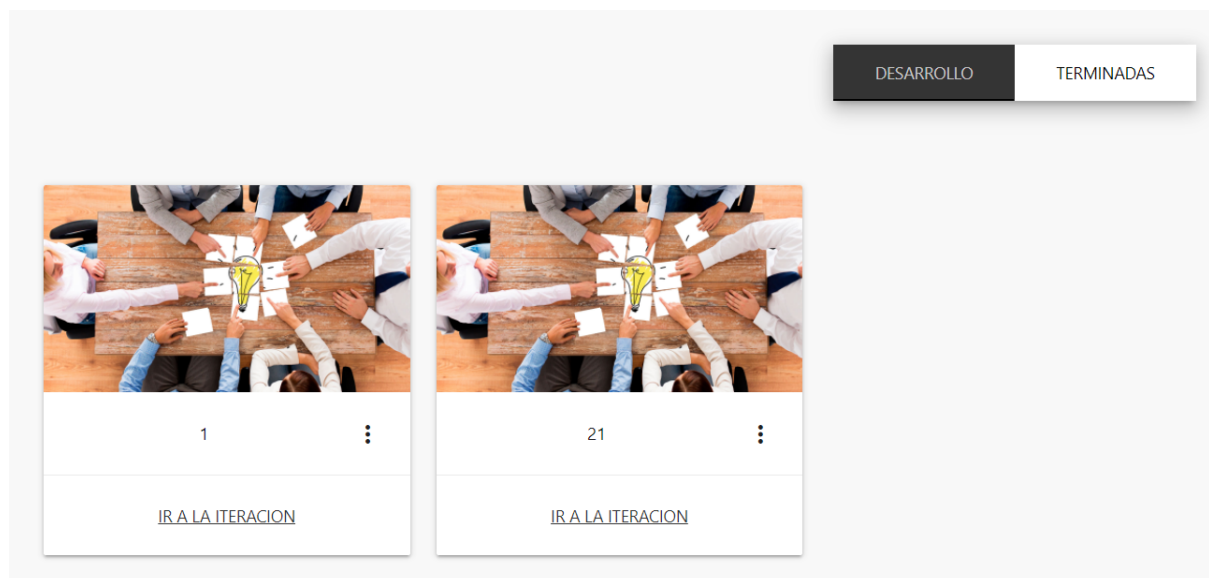 DESARROLLO TERMINADAS
1 21
IR A LA ITERACION IR A LA ITERACION